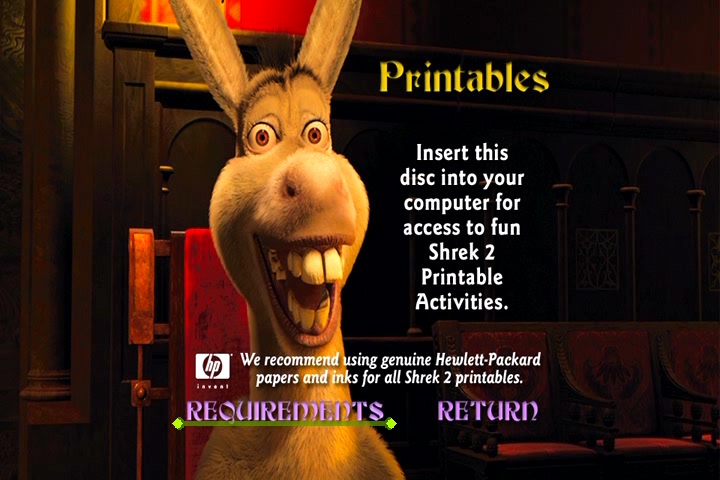 Printables
Insert this
disc into your
computer for
access to fun
Shrek 2
Printable
Activities.
hp
invent
We recommend using genuine Hewlett-Packard
papers and inks for all Shrek 2 printables.
REQUIREMENTS
RETURN